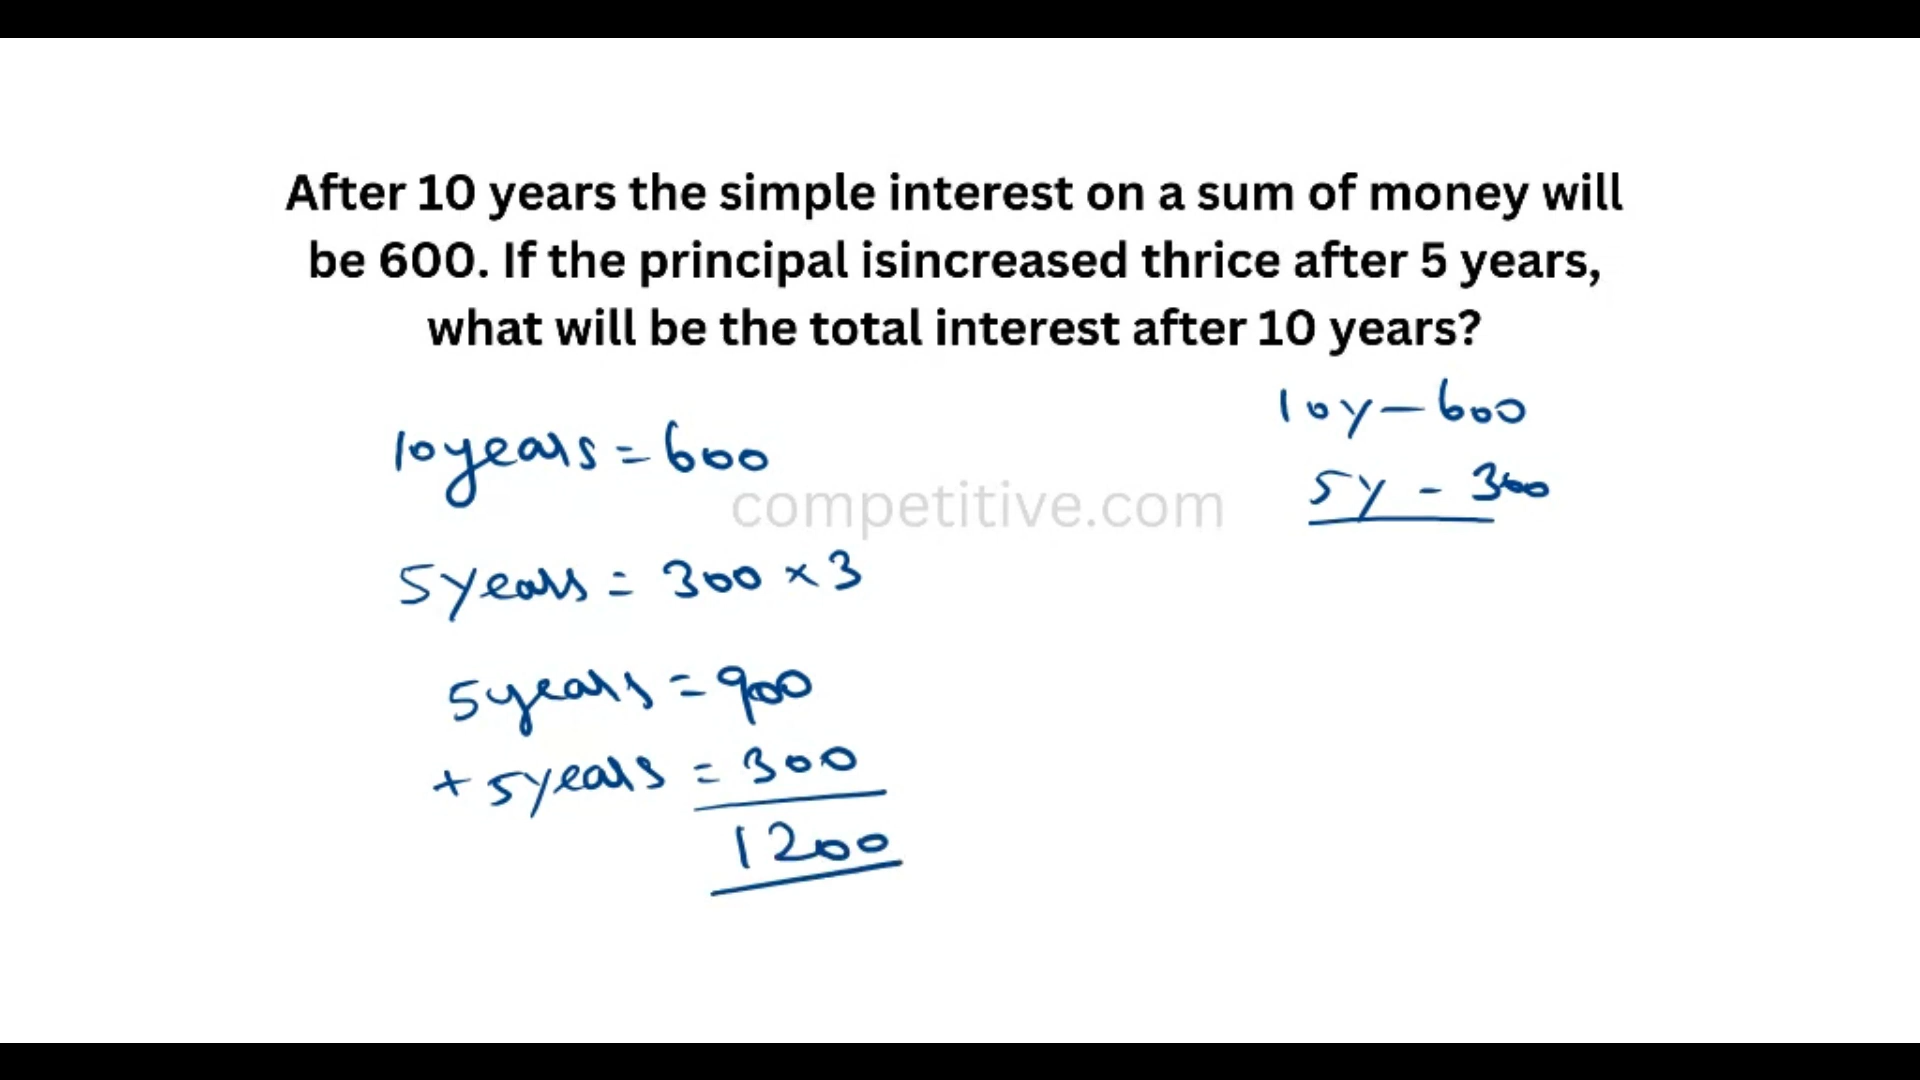 After 10 years the simple interest on a sum of money will
be 600. If the principal isincreased thrice after 5 years,
what will be the total interest after 10 years?
10y - 600
10years = 600
5y - 300
competitive.com
5years = 300 × 3
5years = 900
+ 5years = 300
1200